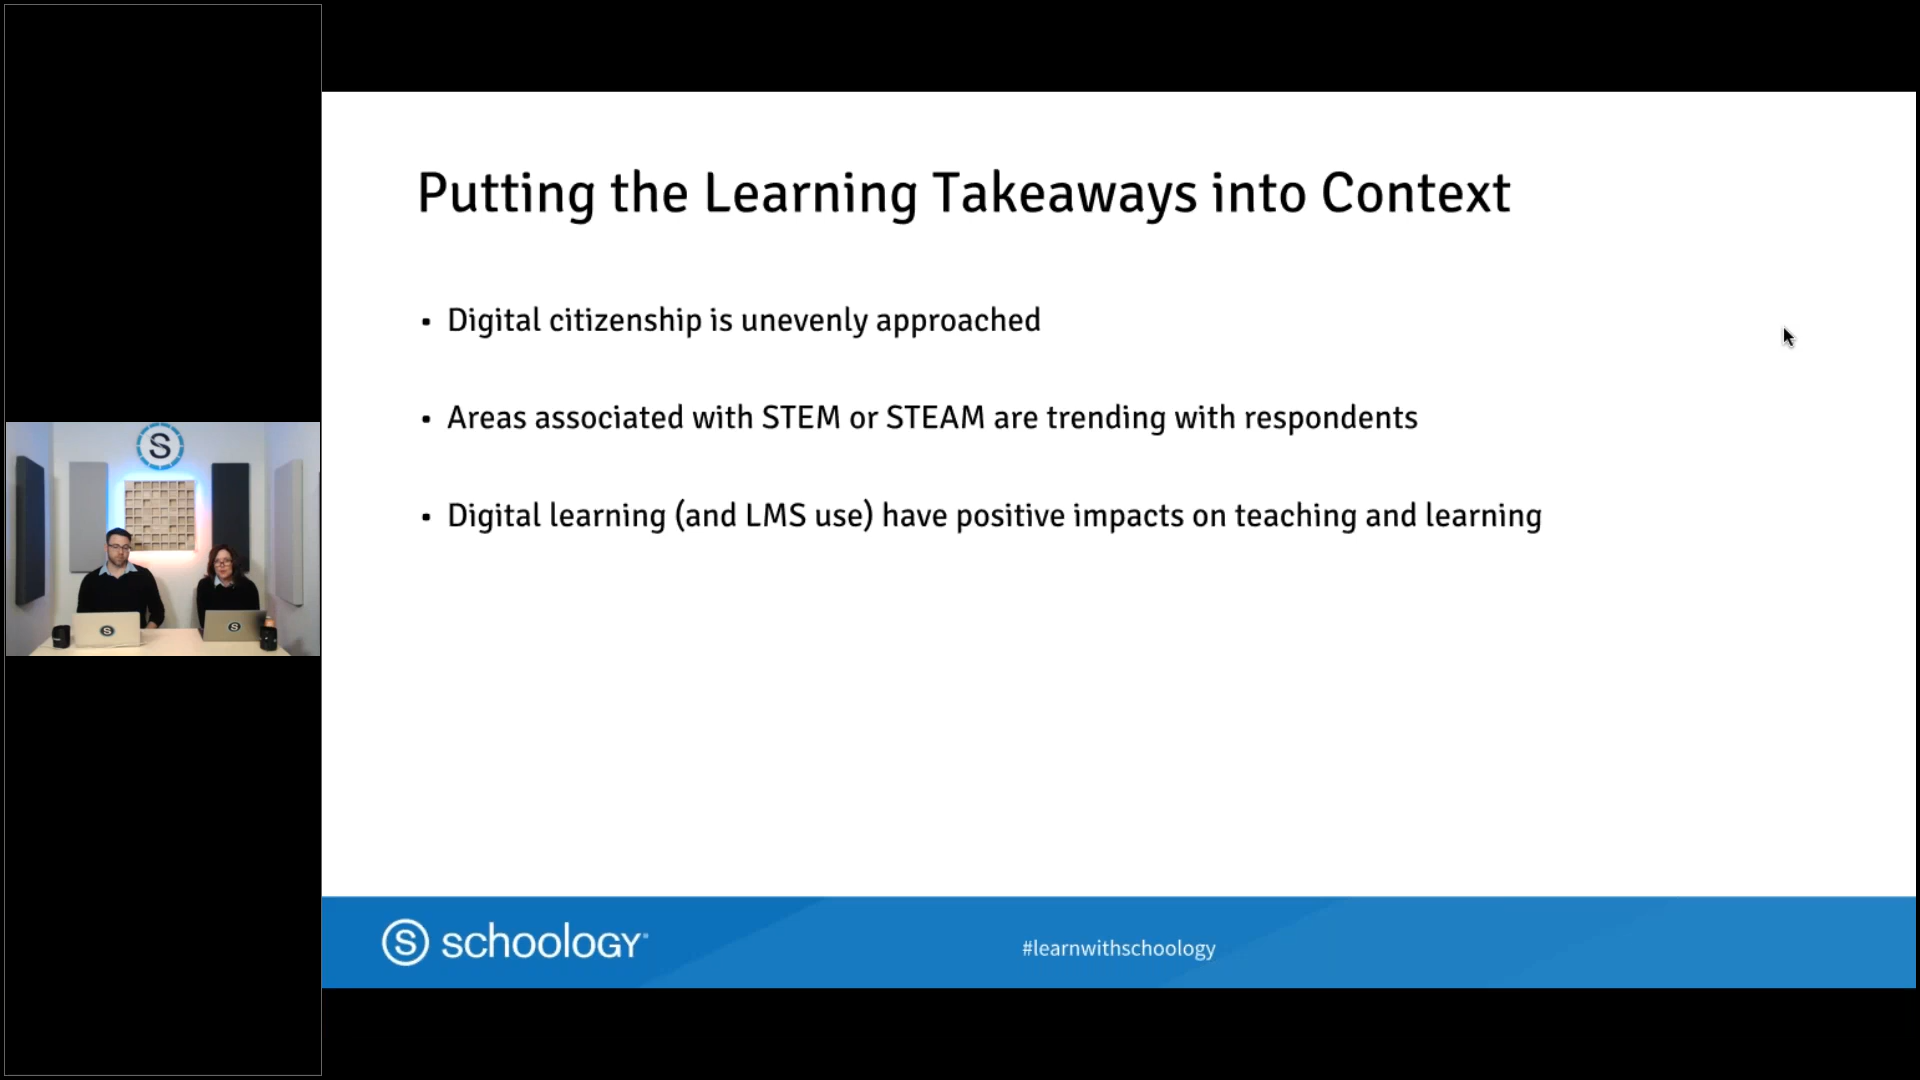 Putting the Learning Takeaways into Context
▪ Digital citizenship is unevenly approached
▪ Areas associated with STEM or STEAM are trending with respondents
▪ Digital learning (and LMS use) have positive impacts on teaching and learning
S
S
S
S schoology®
#learnwithschoology